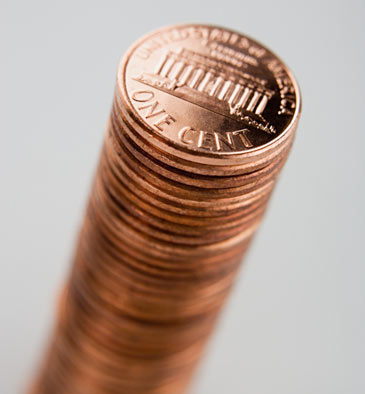 UNITED STATES OF AMERICA
ONE CENT